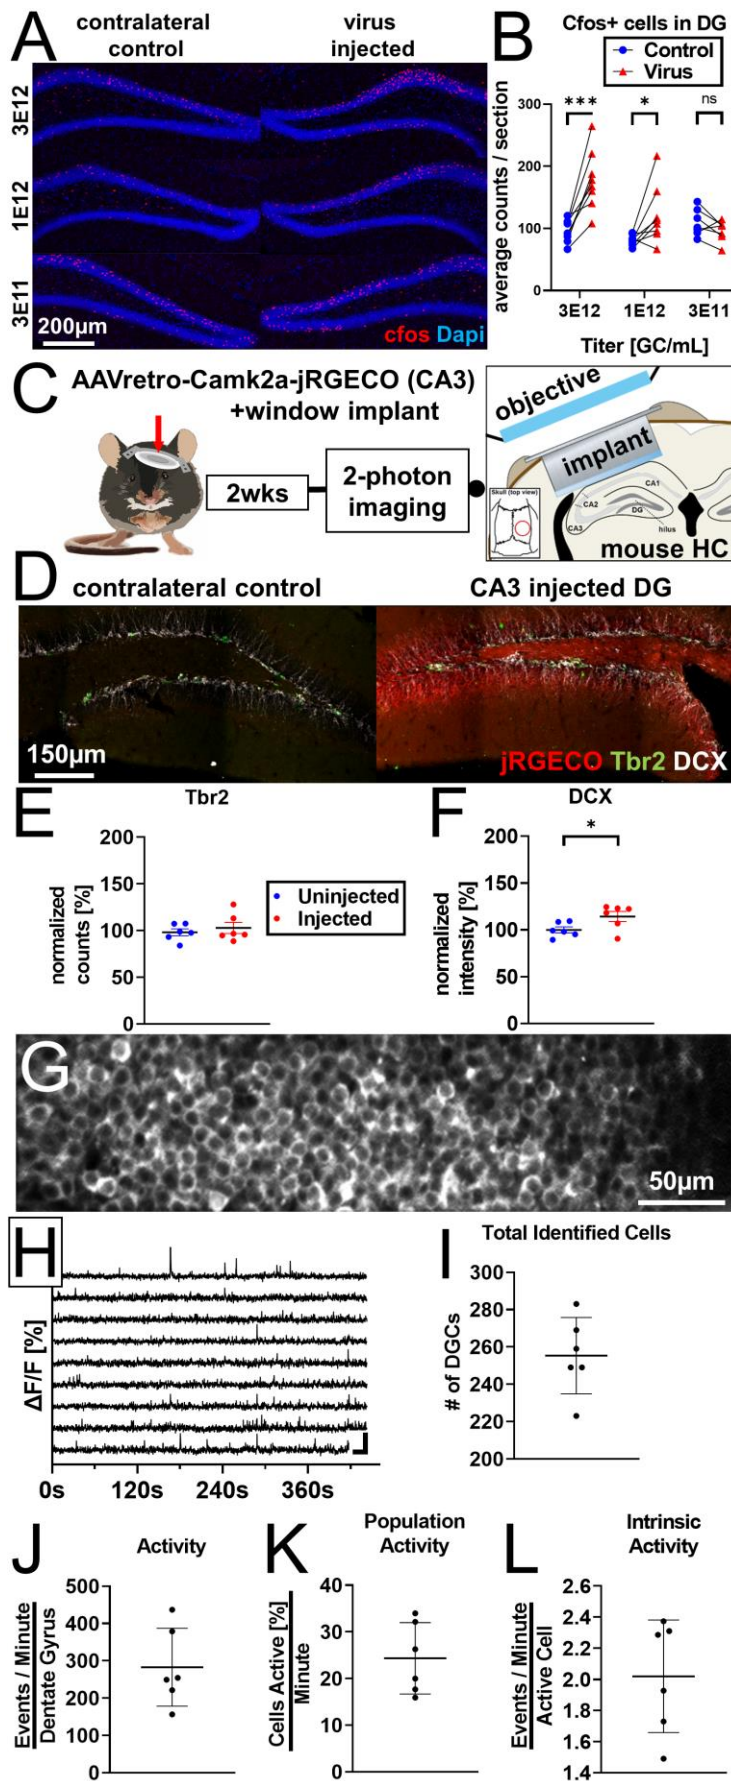 A
contralateral control
virus injected
3E12
1E12
3E11
200µm
cfos Dapi
B
Cfos+ cells in DG
Control
Virus
average counts / section
300
200
100
0
***
*
ns
3E12 1E12 3E11
Titer [GC/mL]
C
AAVretro-Camk2a-jRGECO (CA3)
+window implant
2wks
2-photon
imaging
objective
implant
Skull (top view)
CA1
CA2
CA3
DG
hilus
mouse HC
D
contralateral control
CA3 injected DG
150µm
jRGECO Tbr2 DCX
E
Tbr2
normalized
counts [%]
200
150
100
50
0
Uninjected
Injected
F
DCX
*
normalized
intensity [%]
200
150
100
50
0
G
50µm
H
ΔF/F [%]
0s 120s 240s 360s
I
Total Identified Cells
# of DGCs
300
280
260
240
220
200
J
Activity
Events / Minute
Dentate Gyrus
500
400
300
200
100
0
K
Population
Activity
Cells Active [%]
Minute
40
30
20
10
0
L
Intrinsic
Activity
Events / Minute
Active Cell
2.6
2.4
2.2
2.0
1.8
1.6
1.4